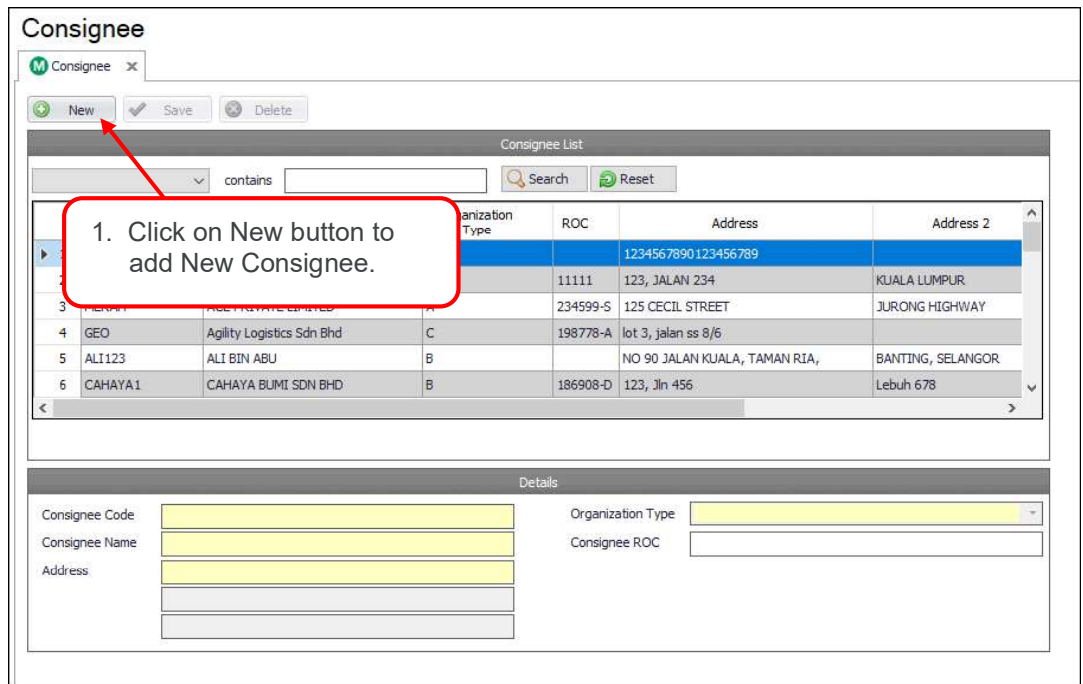 Consignee
M Consignee x
New Save Delete
Consignee List
contains Search Reset
Type ROC Address Address 2
1. Click on New button to
add New Consignee.
1234567890123456789
11111 123, JALAN 234 KUALA LUMPUR
3 234599-S 125 CECIL STREET JURONG HIGHWAY
4 GEO Agility Logistics Sdn Bhd C 198778-A lot 3, jalan ss 8/6
5 ALI123 ALI BIN ABU B NO 90 JALAN KUALA, TAMAN RIA, BANTING, SELANGOR
6 CAHAYA1 CAHAYA BUMI SDN BHD B 186908-D 123, Jln 456 Lebuh 678
Details
Consignee Code Organization Type
Consignee Name Consignee ROC
Address